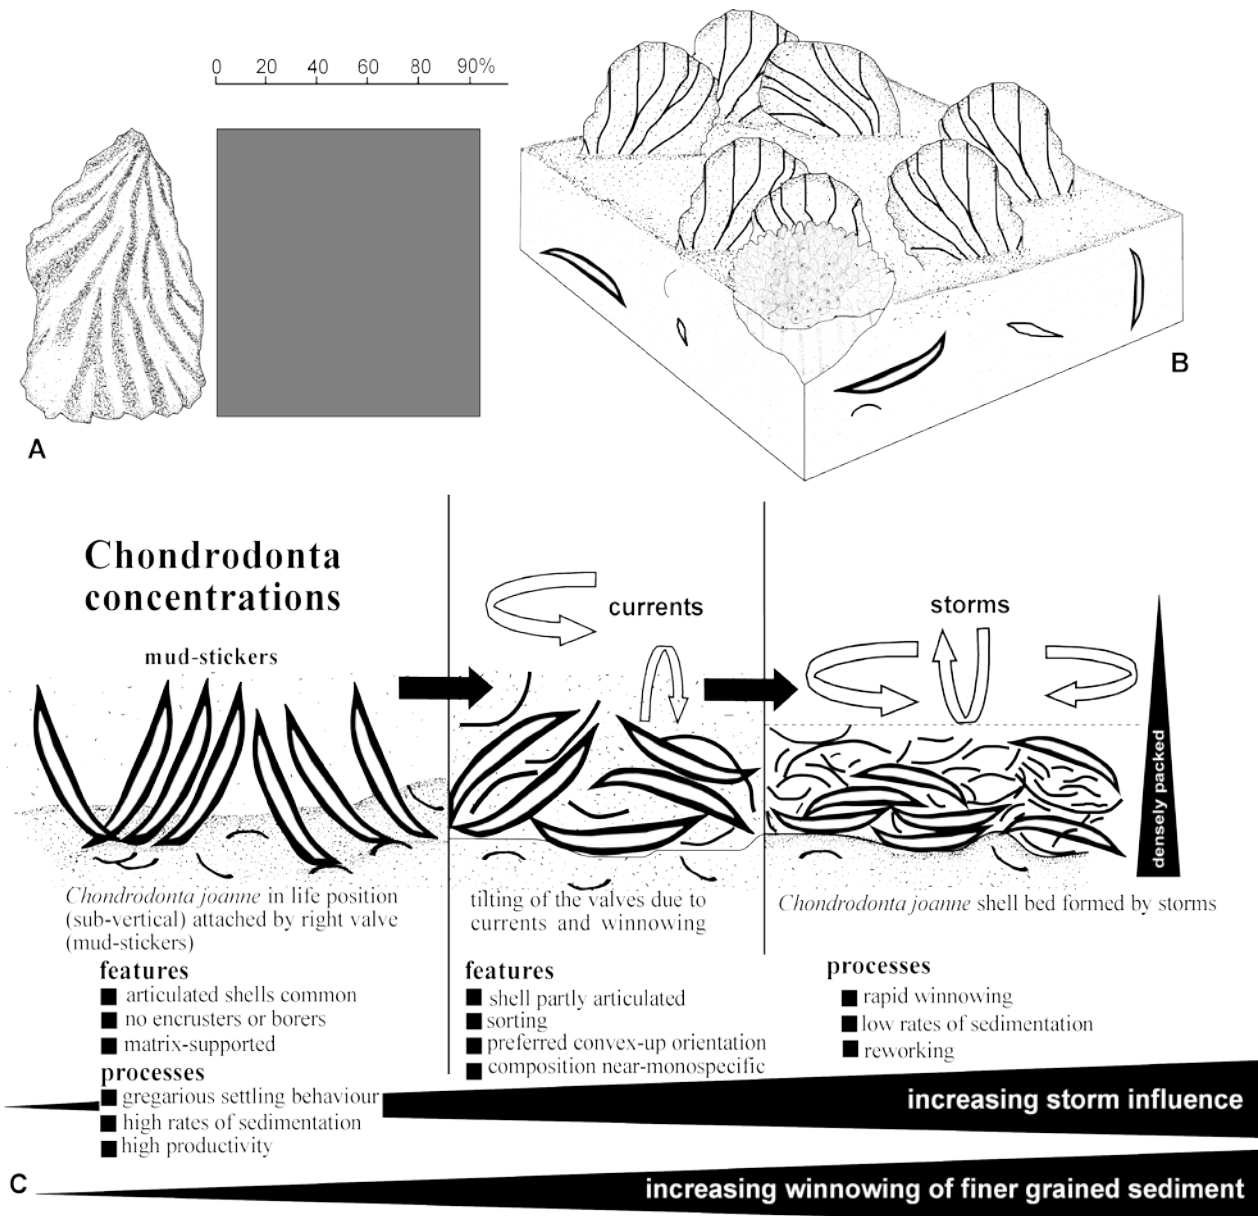 0 20 40 60 80 90%
A
B
Chondrodonta
concentrations
mud-stickers
currents
storms
densely packed
Chondrodonta joanne in life position
(sub-vertical) attached by right valve
(mud-stickers)
features
articulated shells common
no encrusters or borers
matrix-supported
processes
gregarious settling behaviour
high rates of sedimentation
high productivity
tilting of the valves due to
currents and winnowing
features
shell partly articulated
sorting
preferred convex-up orientation
composition near-monospecific
Chondrodonta joanne shell bed formed by storms
processes
rapid winnowing
low rates of sedimentation
reworking
increasing storm influence
C
increasing winnowing of finer grained sediment